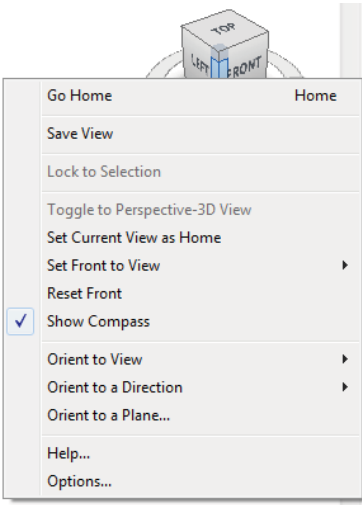 TOP
LEFT
FRONT
Go Home Home
Save View
Lock to Selection
Toggle to Perspective-3D View
Set Current View as Home
Set Front to View
Reset Front
Show Compass
Orient to View
Orient to a Direction
Orient to a Plane...
Help...
Options...